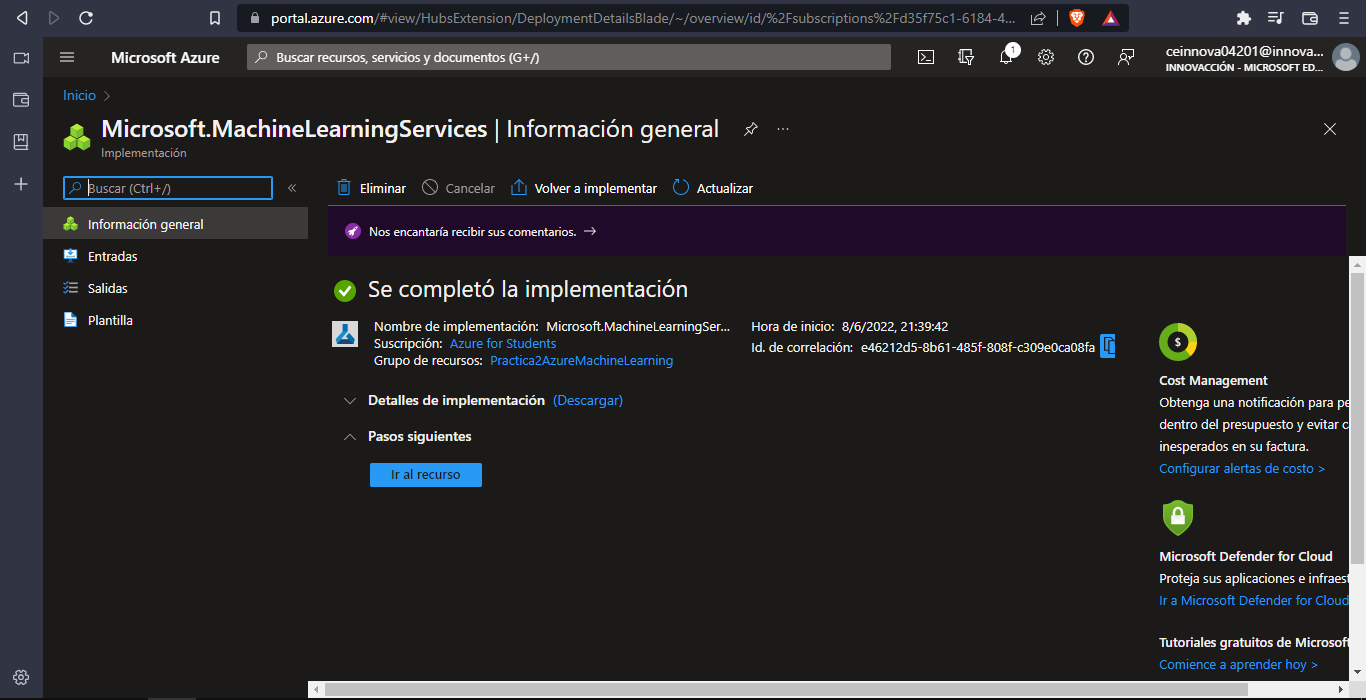 portal.azure.com/#view/HubsExtension/DeploymentDetailsBlade/~/overview/id/%2Fsubscriptions%2Fd35f75c1-6184-4...
Microsoft Azure
Buscar recursos, servicios y documentos (G+/)
1
ceinnova04201@innova...
INNOVACCIÓN - MICROSOFT ED...
Inicio >
Microsoft.MachineLearningServices | Información general
...
Implementación
Buscar (Ctrl+/)
«
Eliminar
Cancelar
Volver a implementar
Actualizar
Información general
Entradas
Salidas
Plantilla
Nos encantaría recibir sus comentarios. →
Se completó la implementación
Nombre de implementación: Microsoft.MachineLearningSer...
Suscripción: Azure for Students
Grupo de recursos: Practica2AzureMachineLearning
Hora de inicio: 8/6/2022, 21:39:42
Id. de correlación: e46212d5-8b61-485f-808f-c309e0ca08fa
Detalles de implementación (Descargar)
Pasos siguientes
Ir al recurso
$
Cost Management
Obtenga una notificación para pe
dentro del presupuesto y evitar c
inesperados en su factura.
Configurar alertas de costo >
Microsoft Defender for Cloud
Proteja sus aplicaciones e infraest
Ir a Microsoft Defender for Cloud
Tutoriales gratuitos de Microsoft
Comience a aprender hoy >